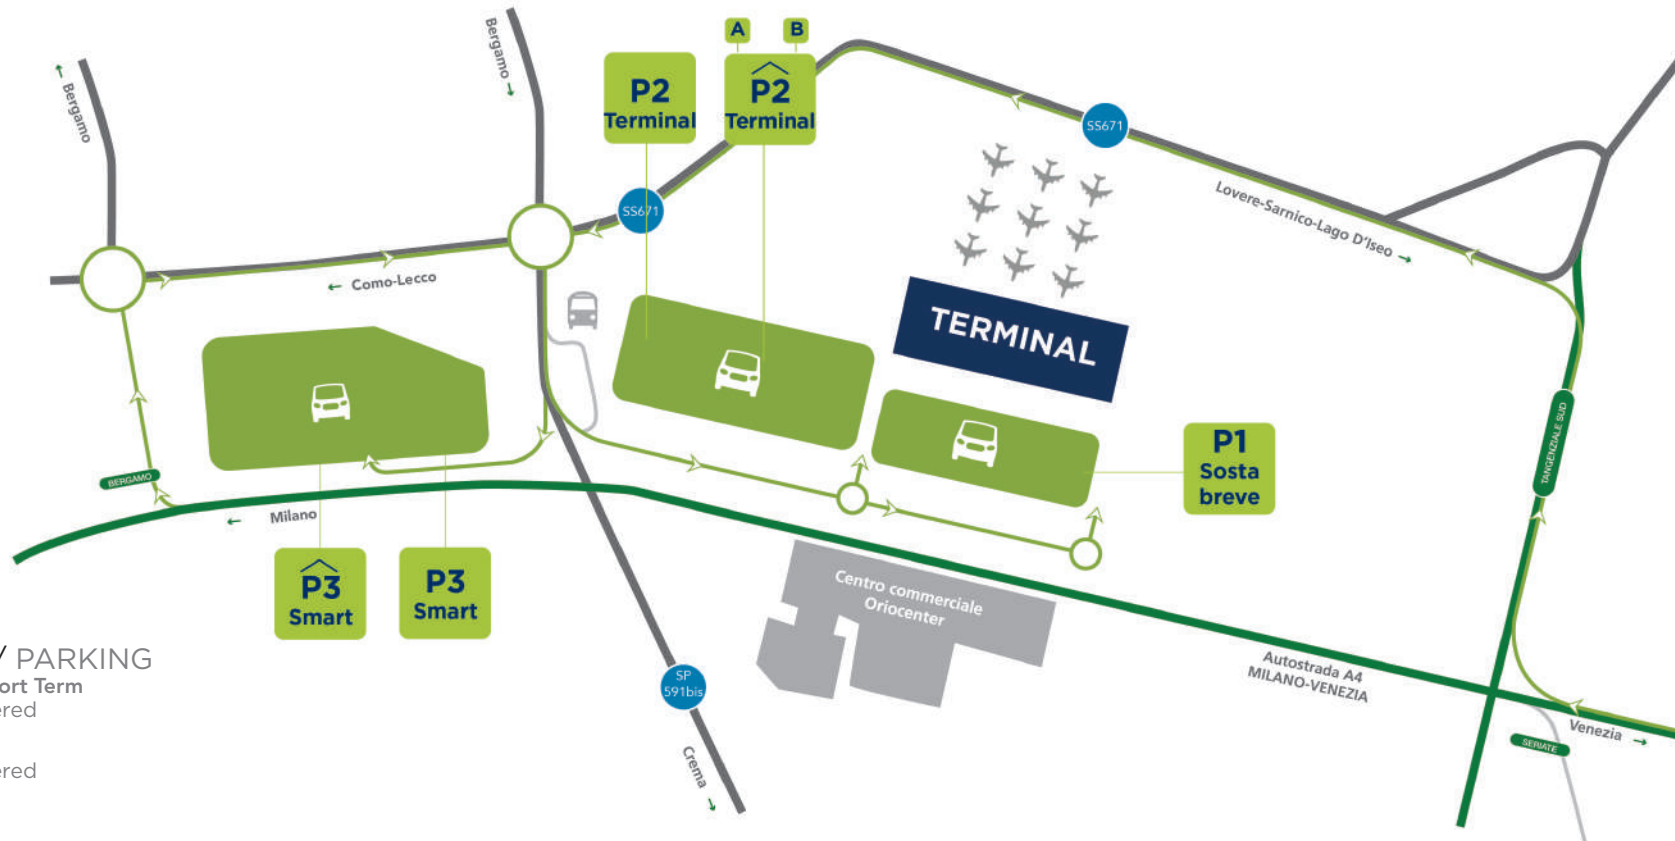 A
B
P2
Terminal
P2
Terminal
Bergamo →
← Bergamo
SS671
SS671
Lovere-Sarnico-Lago D'Iseo →
← Como-Lecco
TERMINAL
P1
Sosta
breve
TANGENZIALE SUD
BERGAMO
← Milano
P3
Smart
P3
Smart
Centro commerciale
Oriocenter
/ PARKING
ort Term
ered
ered
SP
591bis
Crema →
Autostrada A4
MILANO-VENEZIA
Venezia →
SERIATE